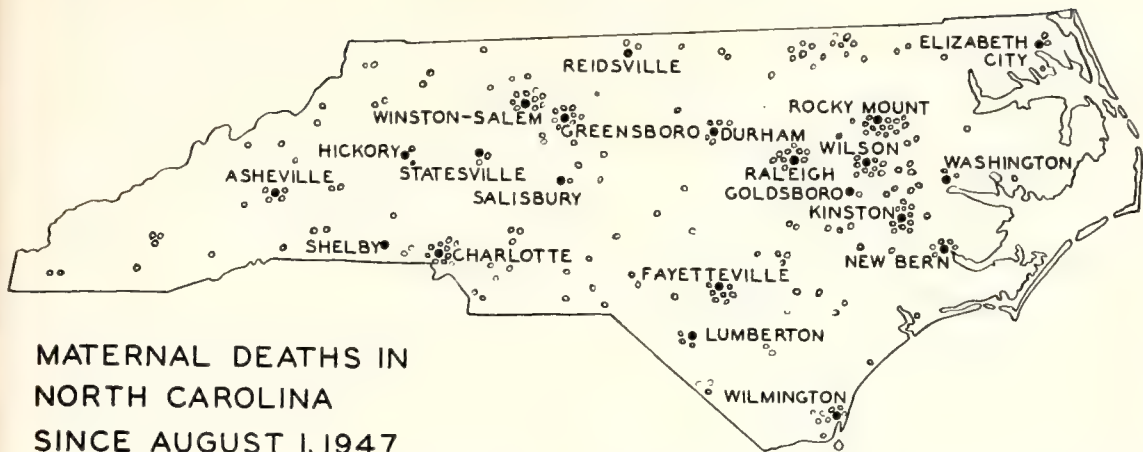 ELIZABETH
CITY
REIDSVILLE
WINSTON-SALEM
GREENSBORO
DURHAM
ROCKY MOUNT
WILSON
HICKORY
STATESVILLE
RALEIGH
WASHINGTON
ASHEVILLE
SALISBURY
GOLDSBORO
KINSTON
SHELBY
CHARLOTTE
NEW BERN
FAYETTEVILLE
LUMBERTON
WILMINGTON
MATERNAL DEATHS IN
NORTH CAROLINA
SINCE AUGUST 1, 1947